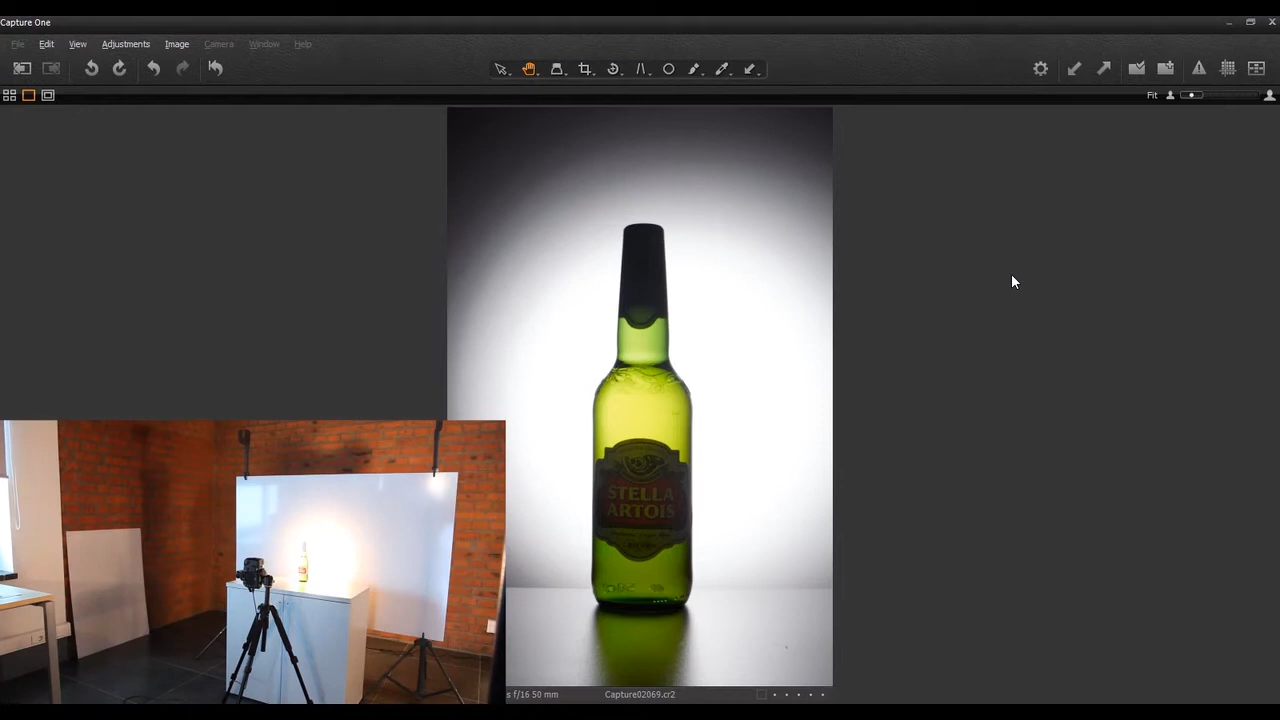 Capture One
File Edit View Adjustments Image Camera Window Help
Fit
STELLA
ARTOIS
s f/16 50 mm
Capture02069.cr2